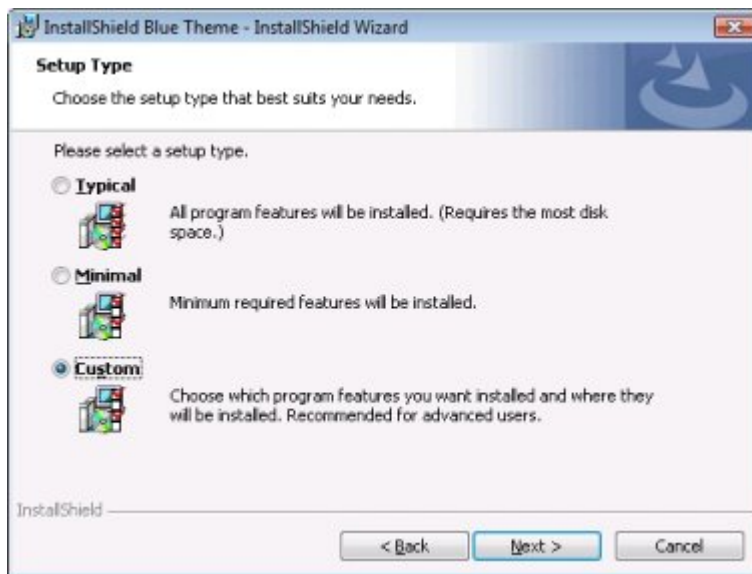 InstallShield Blue Theme - InstallShield Wizard
Setup Type
Choose the setup type that best suits your needs.
Please select a setup type.
Typical
All program features will be installed. (Requires the most disk
space.)
Minimal
Minimum required features will be installed.
Custom
Choose which program features you want installed and where they
will be installed. Recommended for advanced users.
InstallShield
< Back
Next >
Cancel